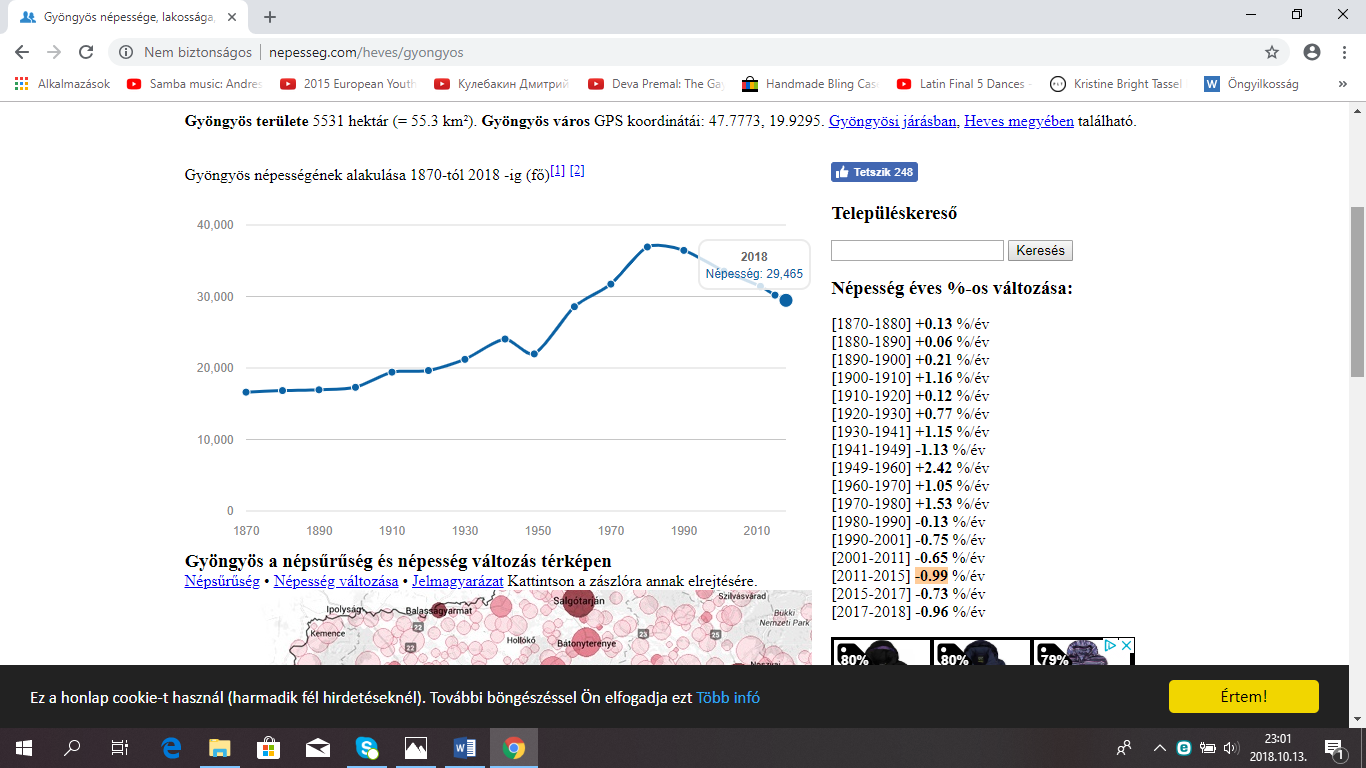 Gyöngyös népessége, lakossága,
Nem biztonságos | nepesseg.com/heves/gyongyos
Alkalmazások Samba music: Andre 2015 European Youth Кулебакин Дмитрий Deva Premal: The Ga Handmade Bling Cas Latin Final 5 Dances - Kristine Bright Tassel W Öngyilkosság »
Gyöngyös területe 5531 hektár (= 55.3 km²). Gyöngyös város GPS koordinátái: 47.7773, 19.9295. Gyöngyösi járásban, Heves megyében található.
Gyöngyös népességének alakulása 1870-tól 2018 -ig (fő)[1] [2]
40,000
30,000
20,000
10,000
0
1870 1890 1910 1930 1950 1970 1990 2010
2018
Népesség: 29,465
Gyöngyös a népsűrűség és népesség változás térképen
Népsűrűség • Népesség változása • Jelmagyarázat Kattintson a zászlóra annak elrejtésére.
Ipolyság
Balassagyarmat
Salgótarján
Szilvásvárad
Kemence
22
22
Hollókő
Bátonyterenye
23
25
Bükki
Nemzeti Park
Tetszik 248
Településkereső
Keresés
Népesség éves %-os változása:
[1870-1880] +0.13 %/év
[1880-1890] +0.06 %/év
[1890-1900] +0.21 %/év
[1900-1910] +1.16 %/év
[1910-1920] +0.12 %/év
[1920-1930] +0.77 %/év
[1930-1941] +1.15 %/év
[1941-1949] -1.13 %/év
[1949-1960] +2.42 %/év
[1960-1970] +1.05 %/év
[1970-1980] +1.53 %/év
[1980-1990] -0.13 %/év
[1990-2001] -0.75 %/év
[2001-2011] -0.65 %/év
[2011-2015] -0.99 %/év
[2015-2017] -0.73 %/év
[2017-2018] -0.96 %/év
80% 80% 79%
Ez a honlap cookie-t használ (harmadik fél hirdetéseknél). További böngészéssel Ön elfogadja ezt Több infó
Értem!
23:01
2018.10.13.
1